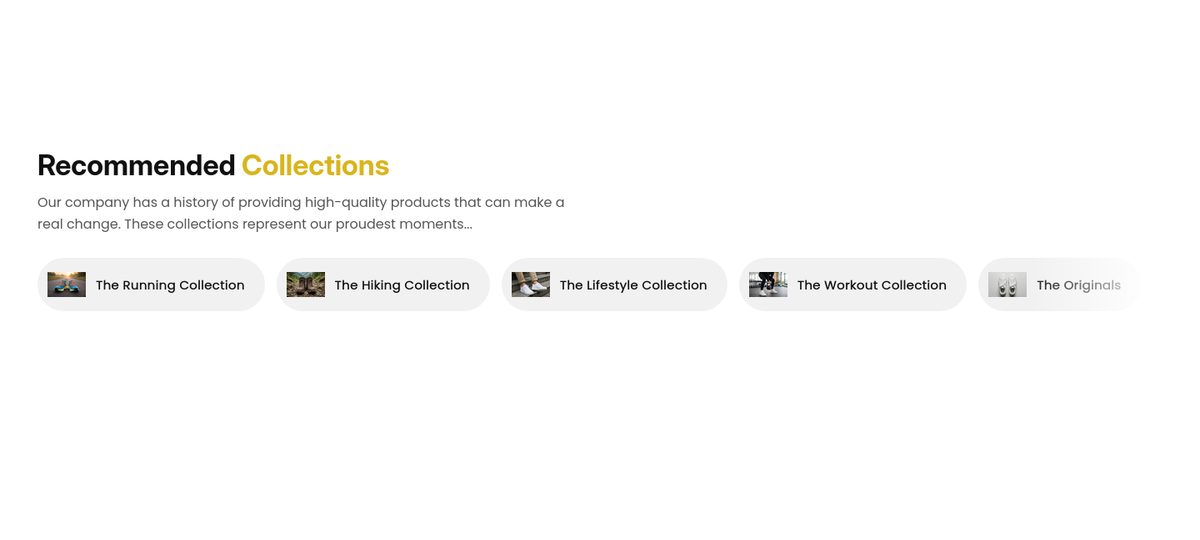 Recommended Collections
Our company has a history of providing high-quality products that can make a
real change. These collections represent our proudest moments...
The Running Collection
The Hiking Collection
The Lifestyle Collection
The Workout Collection
The Originals